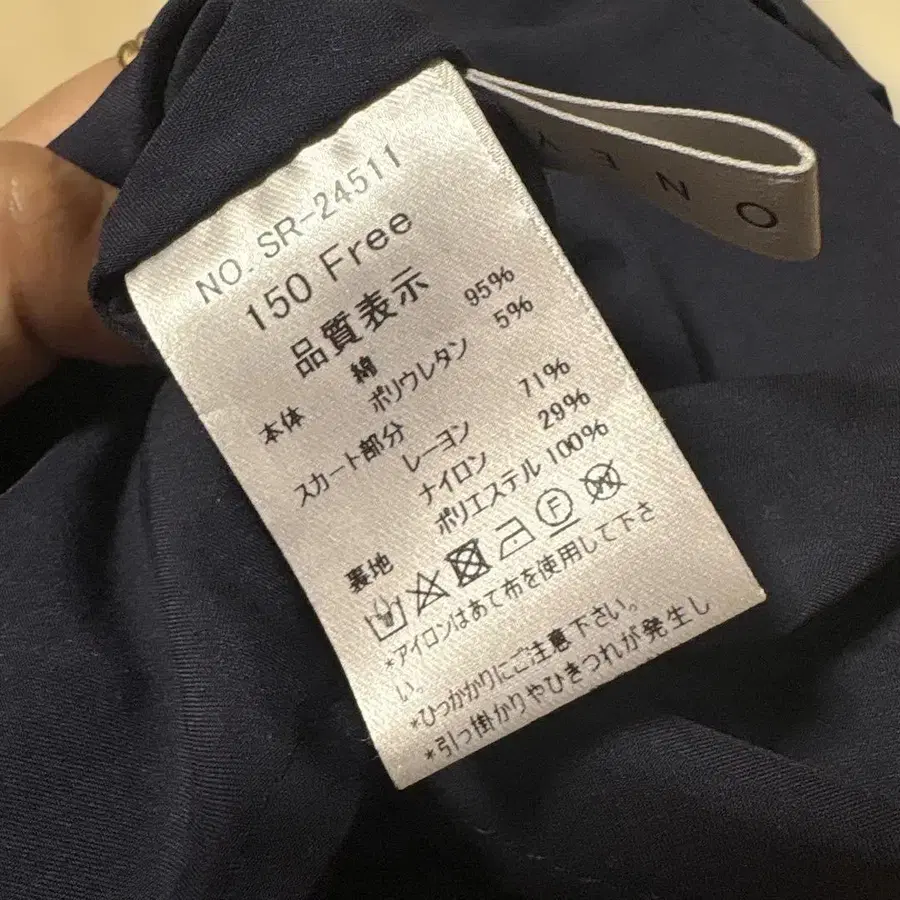 NO. SR-24511
150 Free
品質表示
本体 綿 95%
ポリウレタン 5%
スカート部分
レーヨン 71%
ナイロン 29%
裏地 ポリエステル 100%
*アイロンはあて布を使用して下さ
い。
*ひっかかりにご注意下さい。
*引っ掛かりやひきつれが発生し
O N E Y